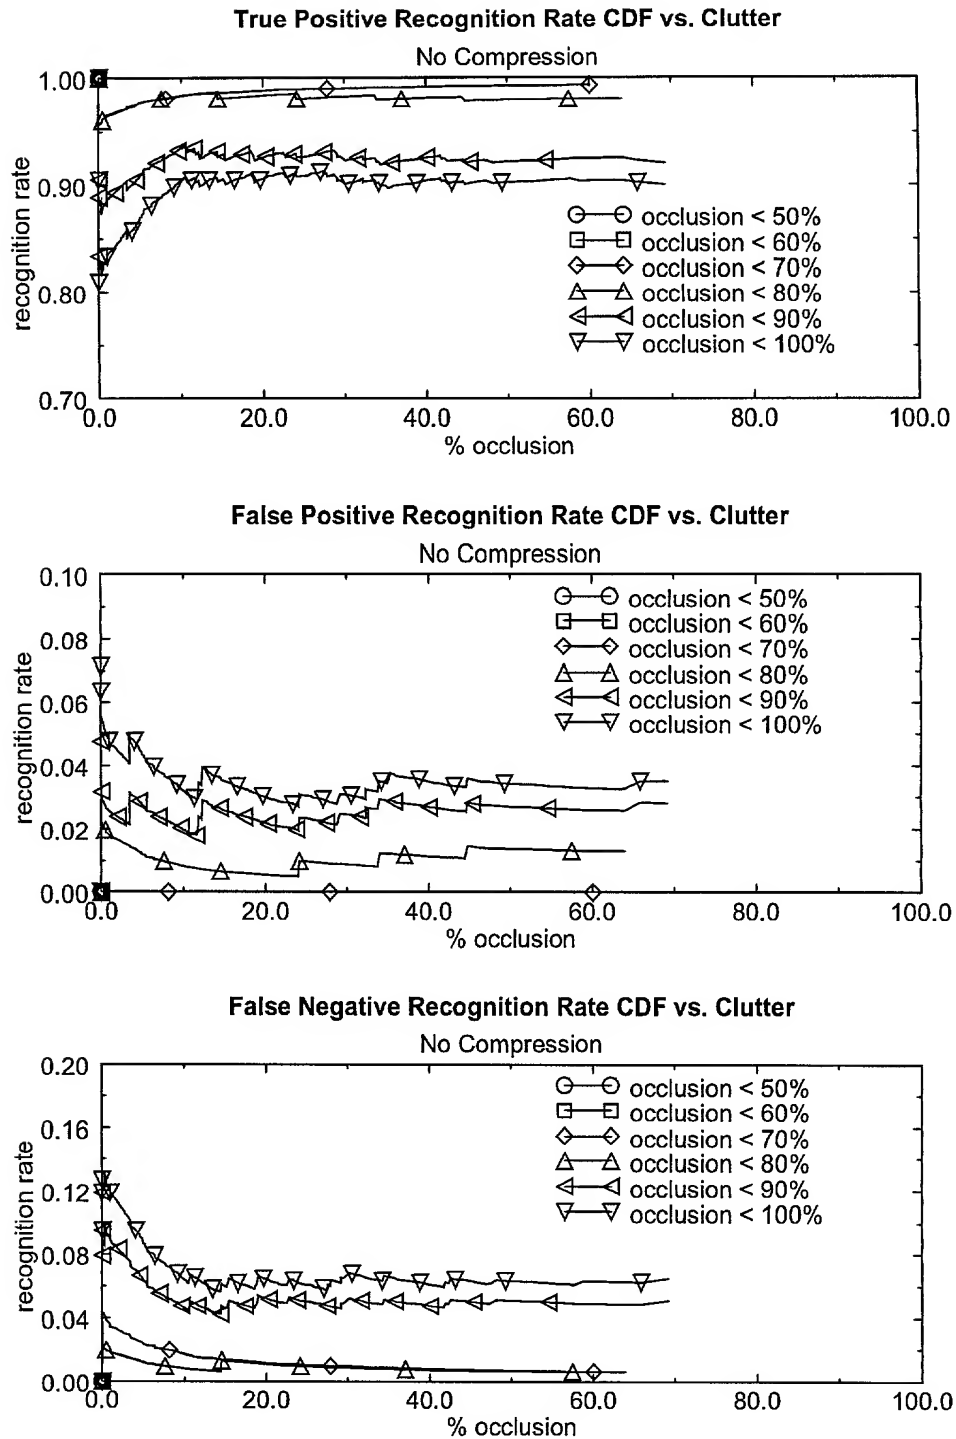 True Positive Recognition Rate CDF vs. Clutter
No Compression
1.00
0.90
0.80
0.70
recognition rate
occlusion < 50%
occlusion < 60%
occlusion < 70%
occlusion < 80%
occlusion < 90%
occlusion < 100%
0.0 20.0 40.0 60.0 80.0 100.0
% occlusion
False Positive Recognition Rate CDF vs. Clutter
No Compression
0.10
0.08
0.06
0.04
0.02
0.00
recognition rate
occlusion < 50%
occlusion < 60%
occlusion < 70%
occlusion < 80%
occlusion < 90%
occlusion < 100%
0.0 20.0 40.0 60.0 80.0 100.0
% occlusion
False Negative Recognition Rate CDF vs. Clutter
No Compression
0.20
0.16
0.12
0.08
0.04
0.00
recognition rate
occlusion < 50%
occlusion < 60%
occlusion < 70%
occlusion < 80%
occlusion < 90%
occlusion < 100%
0.0 20.0 40.0 60.0 80.0 100.0
% occlusion